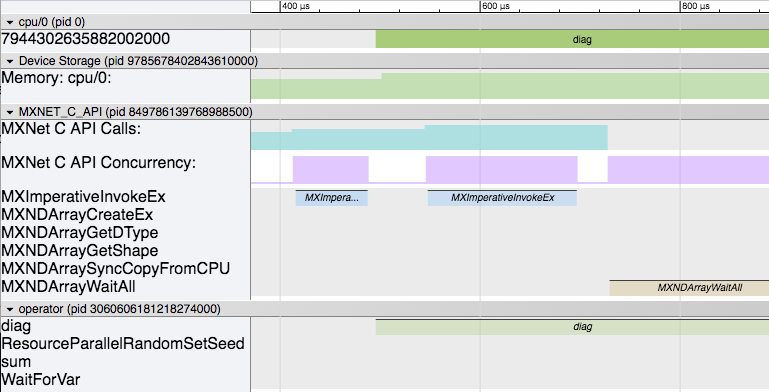 400 µs 600 µs 800 µs
cpu/0 (pid 0)
7944302635882002000 diag
Device Storage (pid 9785678402843610000)
Memory: cpu/0:
MXNET_C_API (pid 849786139768988500)
MXNet C API Calls:
MXNet C API Concurrency:
MXImperativeInvokeEx MXImpera... MXImperativeInvokeEx
MXNDArrayCreateEx
MXNDArrayGetDType
MXNDArrayGetShape
MXNDArraySyncCopyFromCPU
MXNDArrayWaitAll MXNDArrayWaitAll
operator (pid 3060606181218274000)
diag diag
ResourceParallelRandomSetSeed
sum
WaitForVar